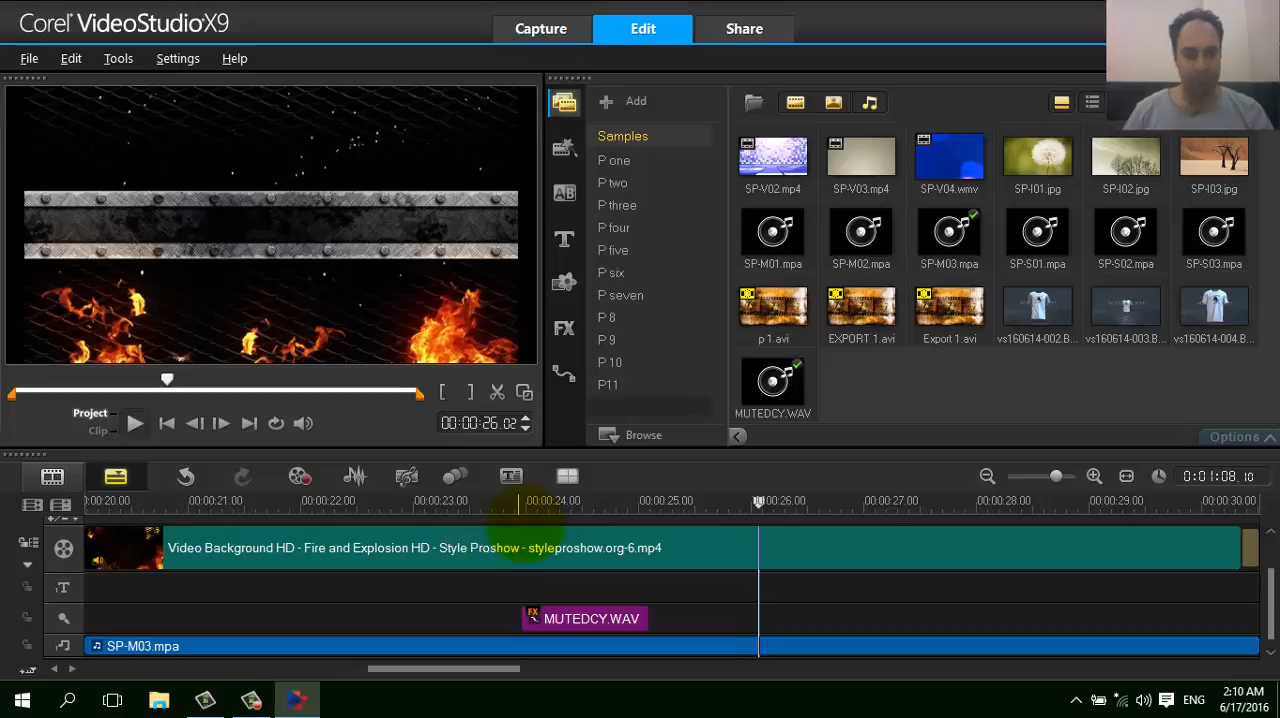 Corel VideoStudio X9
Capture
Edit
Share
File
Edit
Tools
Settings
Help
Add
Samples
P one
P two
P three
P four
P five
P six
P seven
P 8
P 9
P 10
P11
Browse
SP-V02.mp4
SP-V03.mp4
SP-V04.wmv
SP-I01.jpg
SP-I02.jpg
SP-I03.jpg
SP-M01.mpa
SP-M02.mpa
SP-M03.mpa
SP-S01.mpa
SP-S02.mpa
SP-S03.mpa
p 1.avi
EXPORT 1.avi
Export 1.avi
vs160614-002.B...
vs160614-003.B...
vs160614-004.B...
MUTEDCY.WAV
Options
Project
Clip
00:00:26.02
0:01:08.10
0:00:20.00
00:00:21.00
00:00:22.00
00:00:23.00
00:00:24.00
00:00:25.00
00:00:26.00
00:00:27.00
00:00:28.00
00:00:29.00
00:00:30.00
Video Background HD - Fire and Explosion HD - Style Proshow - styleproshow.org-6.mp4
FX
MUTEDCY.WAV
SP-M03.mpa
ENG
2:10 AM
6/17/2016